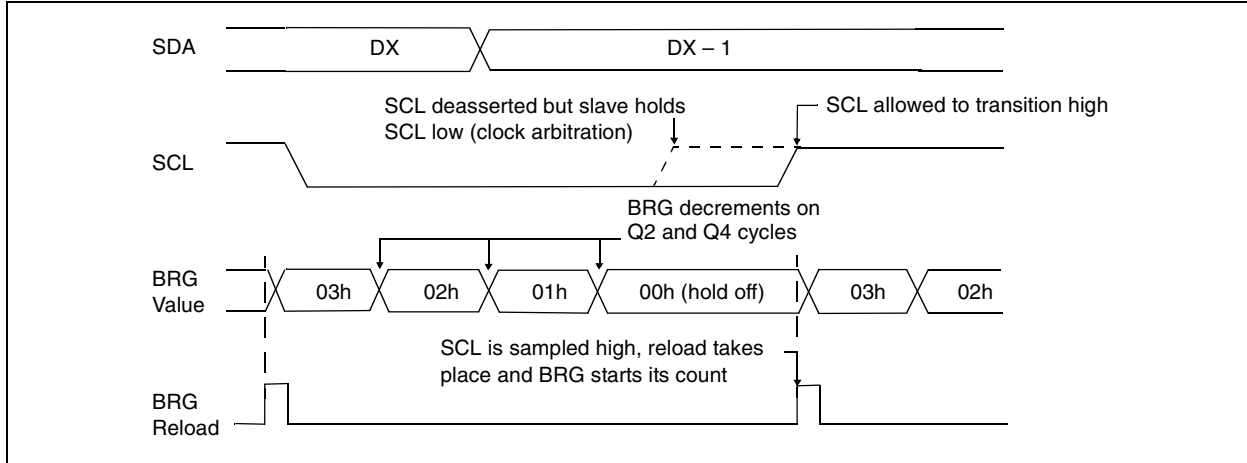 SDA
DX
DX – 1
SCL deasserted but slave holds
SCL low (clock arbitration)
SCL allowed to transition high
SCL
BRG decrements on
Q2 and Q4 cycles
BRG
Value
03h
02h
01h
00h (hold off)
03h
02h
SCL is sampled high, reload takes
place and BRG starts its count
BRG
Reload